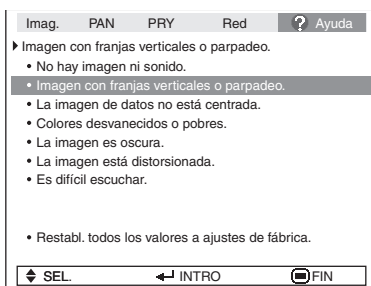 Imag. PAN PRY Red ? Ayuda
Imagen con franjas verticales o parpadeo.
• No hay imagen ni sonido.
• Imagen con franjas verticales o parpadeo.
• La imagen de datos no está centrada.
• Colores desvanecidos o pobres.
• La imagen es oscura.
• La imagen está distorsionada.
• Es difícil escuchar.
• Restabl. todos los valores a ajustes de fábrica.
SEL. INTRO FIN